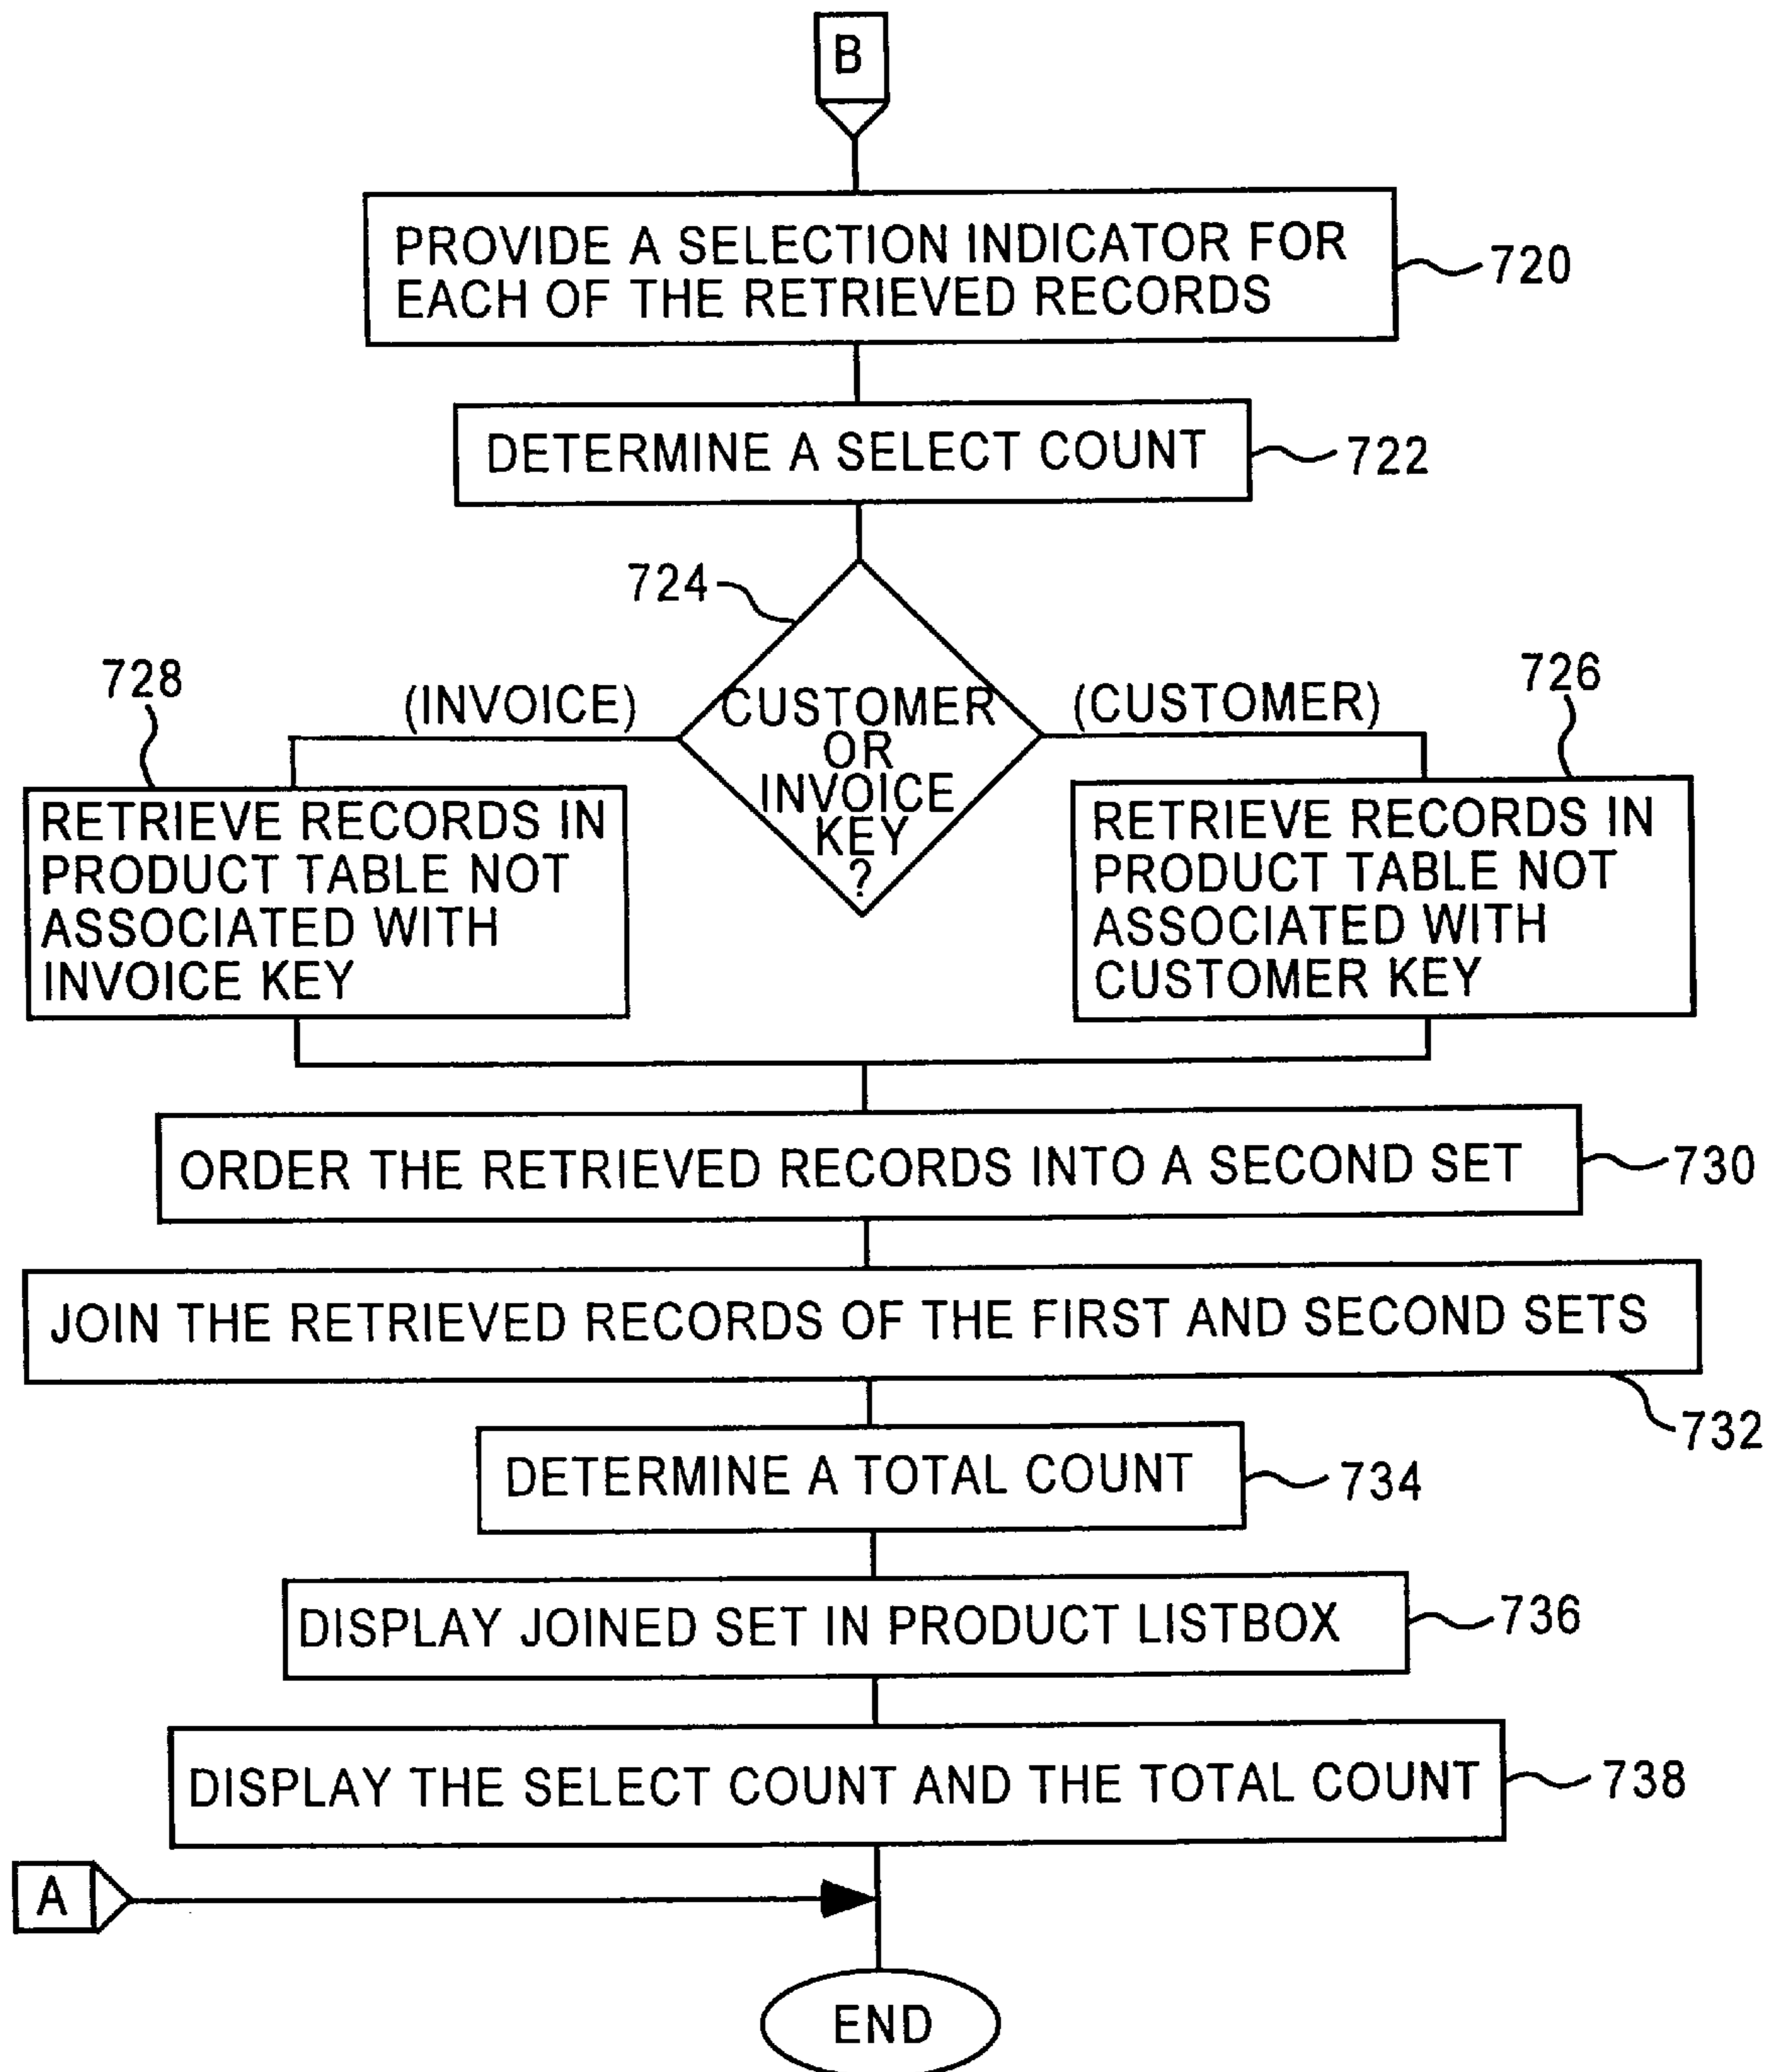 B
PROVIDE A SELECTION INDICATOR FOR
EACH OF THE RETRIEVED RECORDS
720
DETERMINE A SELECT COUNT
722
724
CUSTOMER
OR
INVOICE
KEY
?
(INVOICE)
(CUSTOMER)
728
RETRIEVE RECORDS IN
PRODUCT TABLE NOT
ASSOCIATED WITH
INVOICE KEY
726
RETRIEVE RECORDS IN
PRODUCT TABLE NOT
ASSOCIATED WITH
CUSTOMER KEY
ORDER THE RETRIEVED RECORDS INTO A SECOND SET
730
JOIN THE RETRIEVED RECORDS OF THE FIRST AND SECOND SETS
732
DETERMINE A TOTAL COUNT
734
DISPLAY JOINED SET IN PRODUCT LISTBOX
736
DISPLAY THE SELECT COUNT AND THE TOTAL COUNT
738
A
END